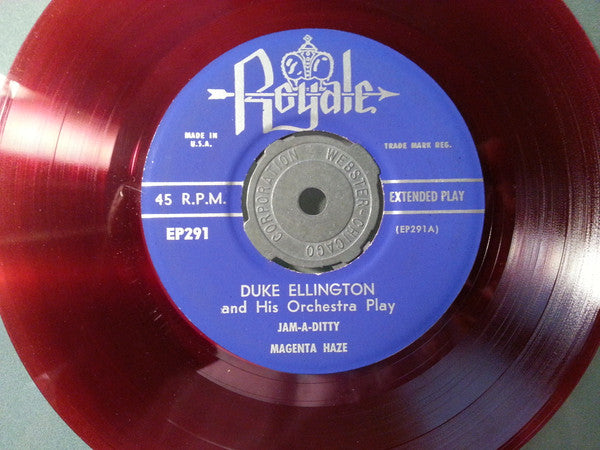 Royale
MADE IN
U.S.A.
TRADE MARK REG.
45 R.P.M.
EXTENDED PLAY
EP291
(EP291A)
WEBSTER-CHICAGO
CORPORATION
DUKE ELLINGTON
and His Orchestra Play
JAM-A-DITTY
MAGENTA HAZE